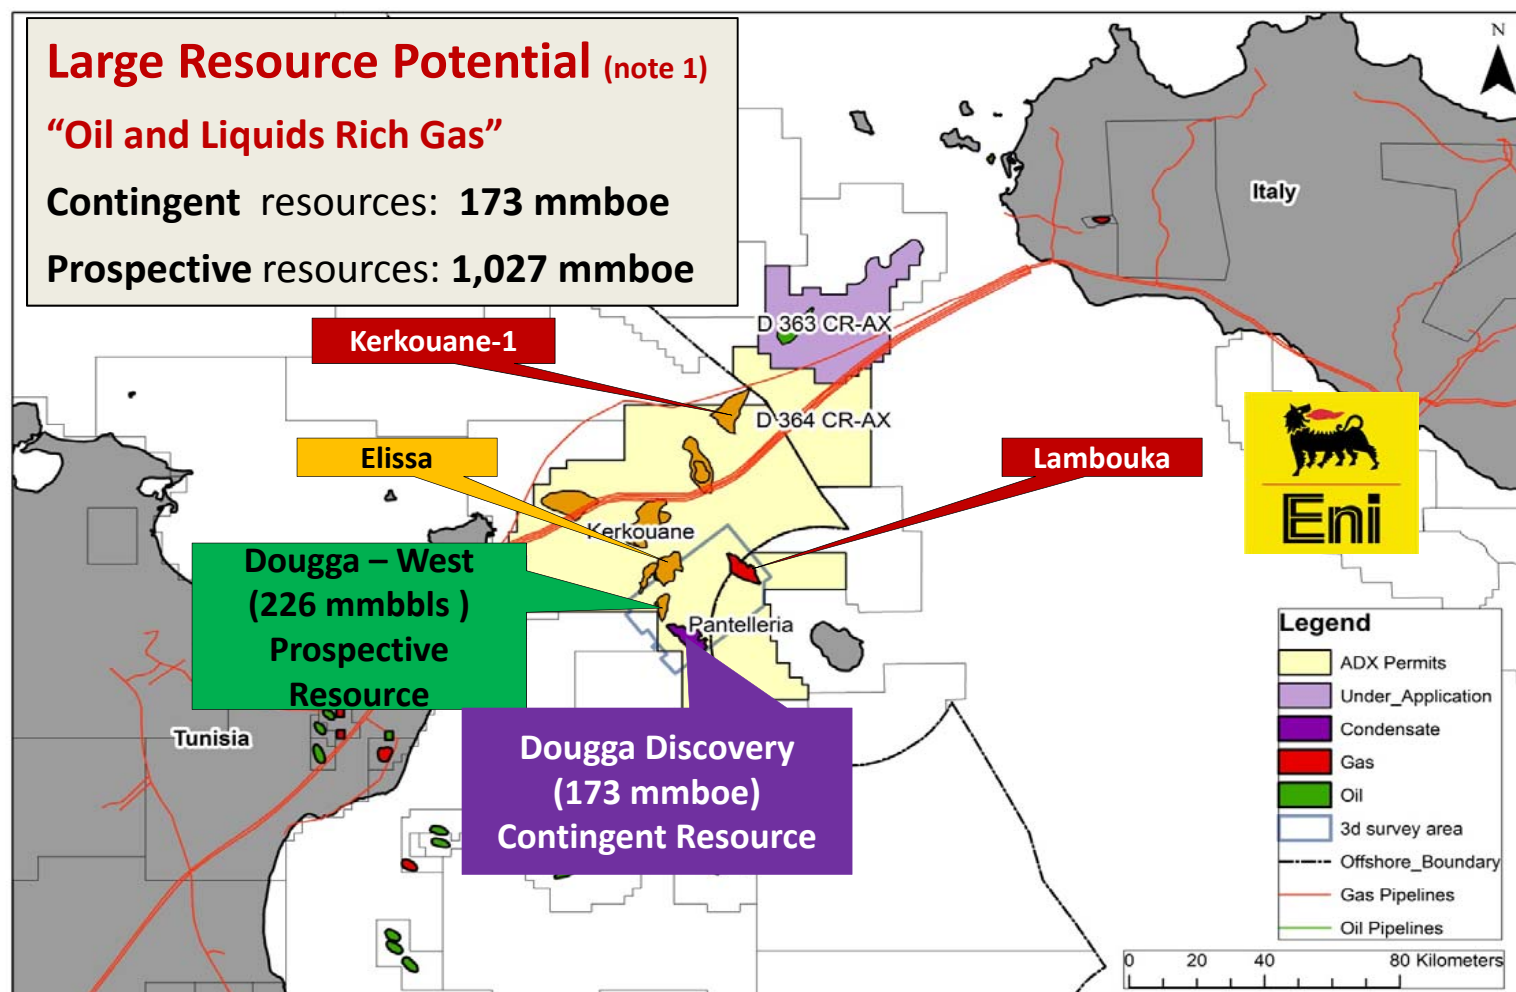 Large Resource Potential (note 1)
“Oil and Liquids Rich Gas”
Contingent resources: 173 mmboe
Prospective resources: 1,027 mmboe
N
Italy
D 363 CR-AX
Kerkouane-1
D 364 CR-AX
Elissa
Lambouka
Eni
Kerkouane
Dougga – West
(226 mmbbls )
Prospective
Resource
Pantelleria
Tunisia
Dougga Discovery
(173 mmboe)
Contingent Resource
Legend
ADX Permits
Under_Application
Condensate
Gas
Oil
3d survey area
Offshore_Boundary
Gas Pipelines
Oil Pipelines
0 20 40 80 Kilometers